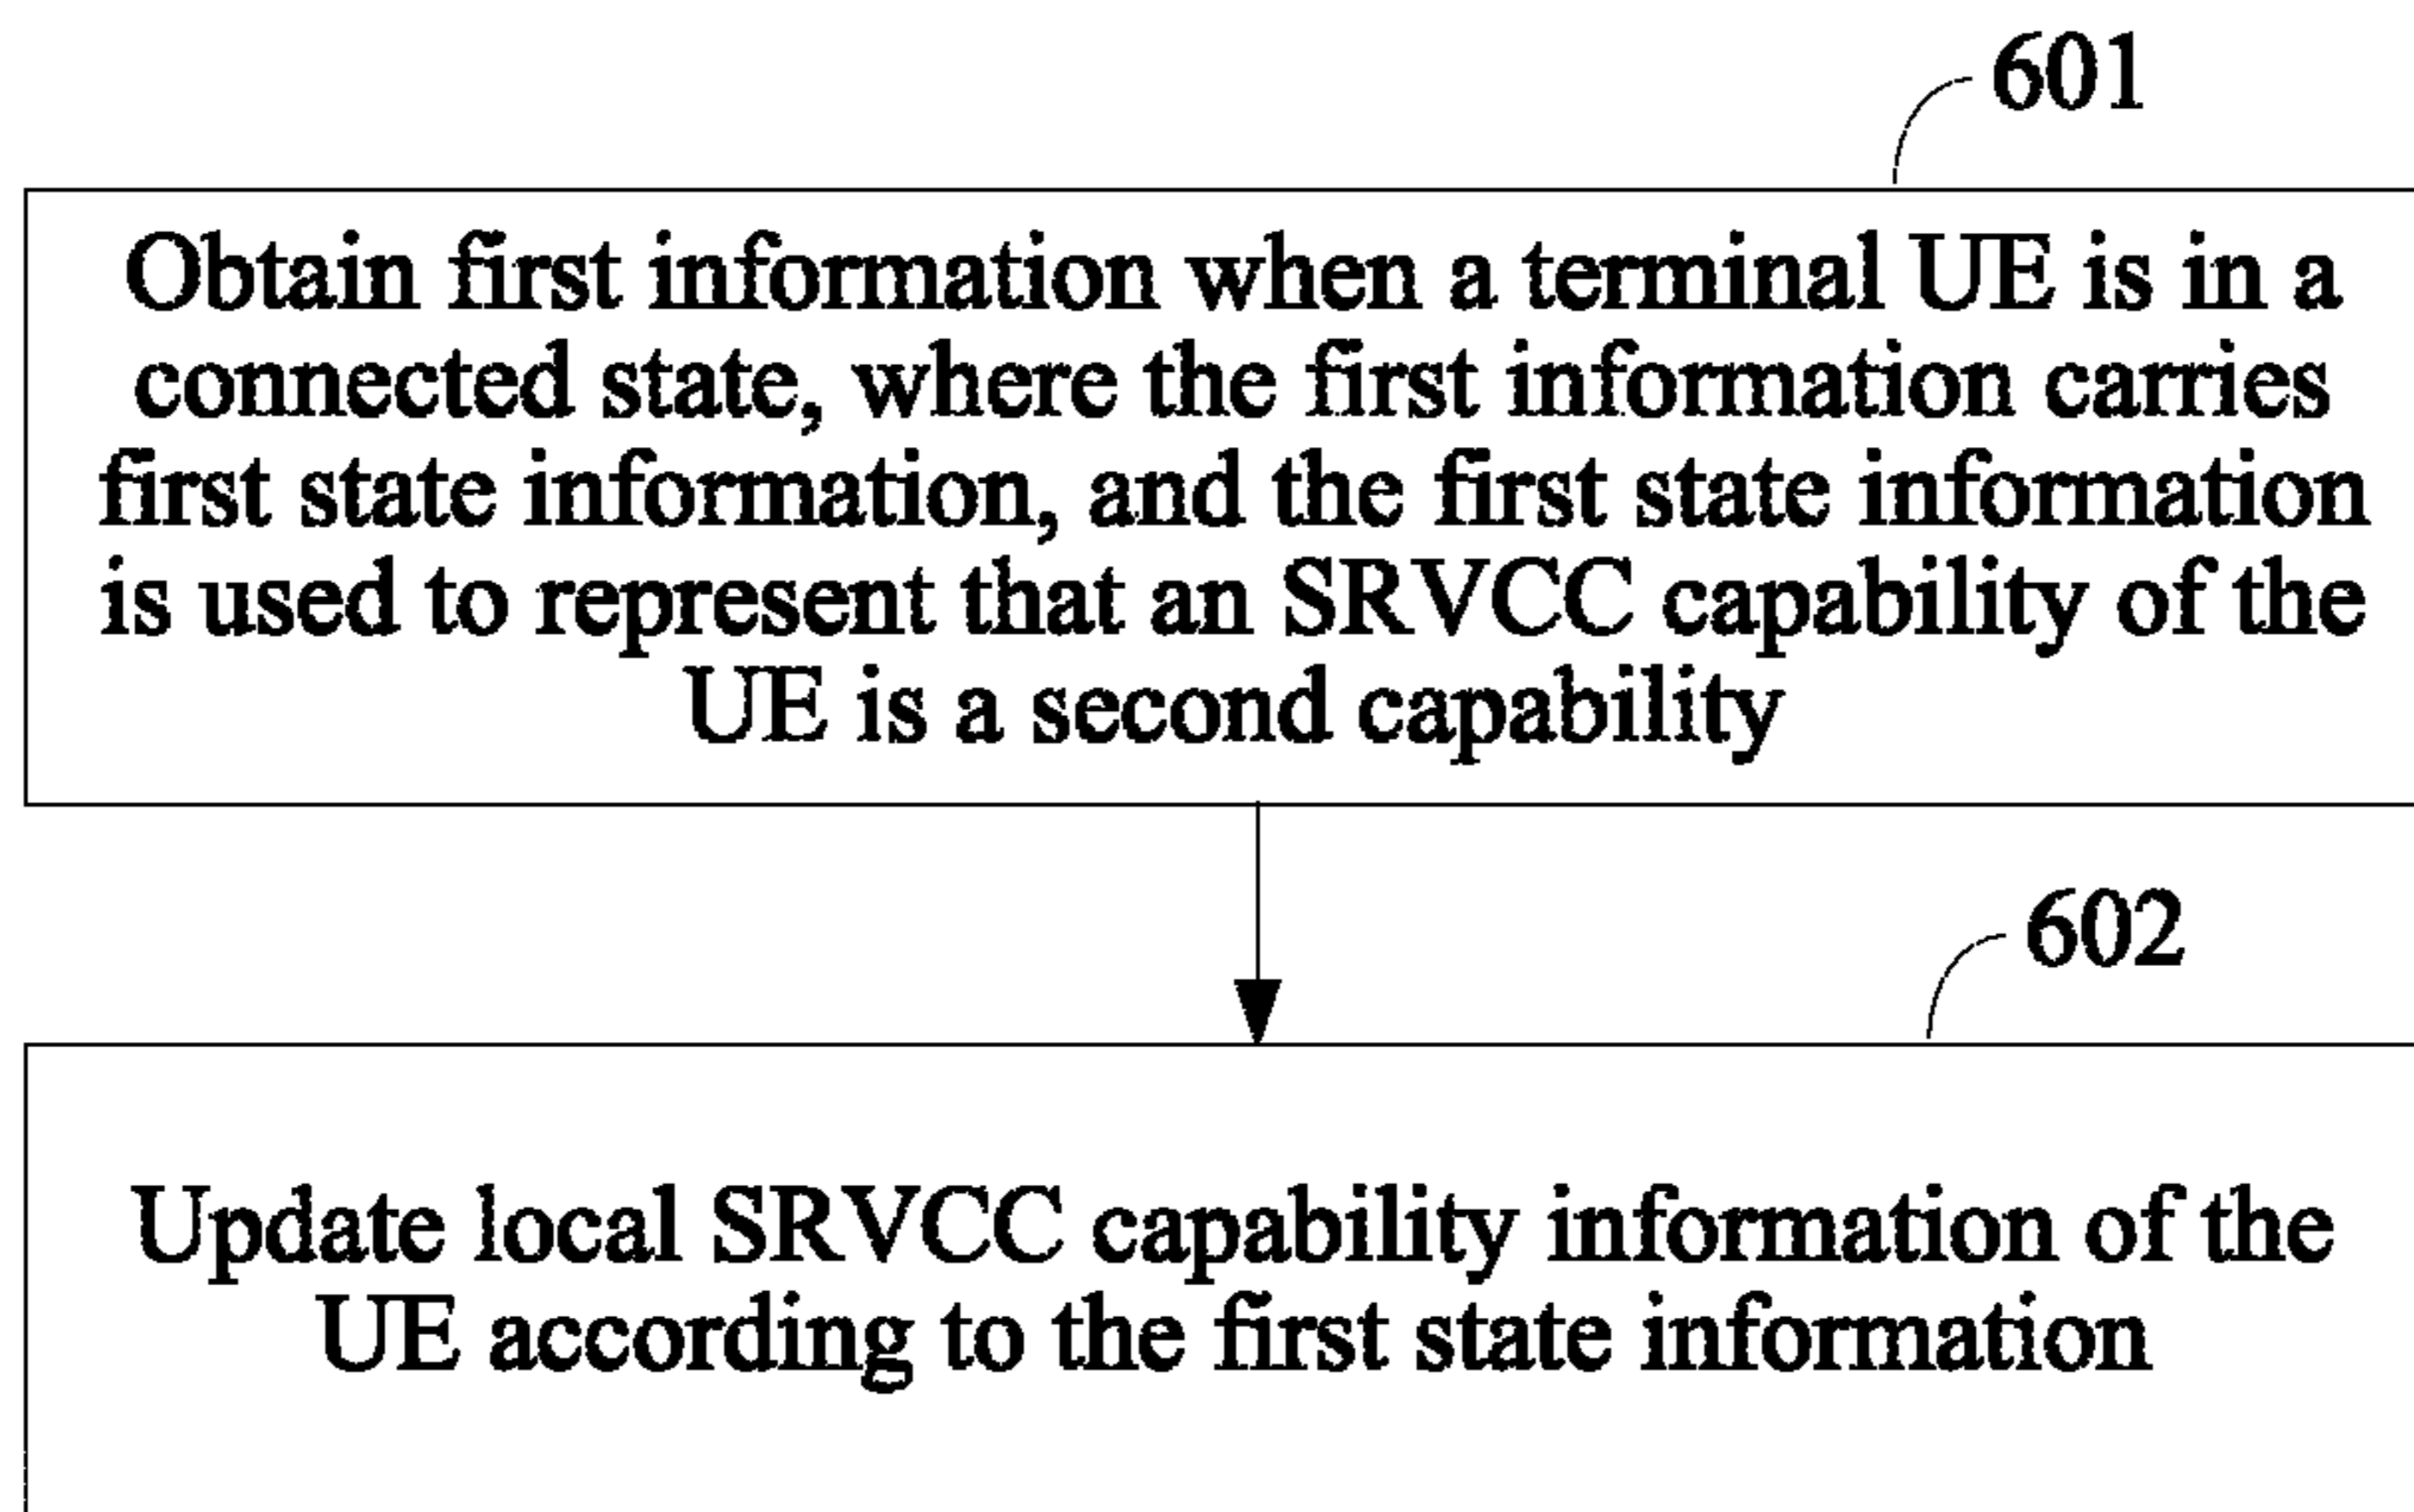 601
Obtain first information when a terminal UE is in a
connected state, where the first information carries
first state information, and the first state information
is used to represent that an SRVCC capability of the
UE is a second capability
602
Update local SRVCC capability information of the
UE according to the first state information